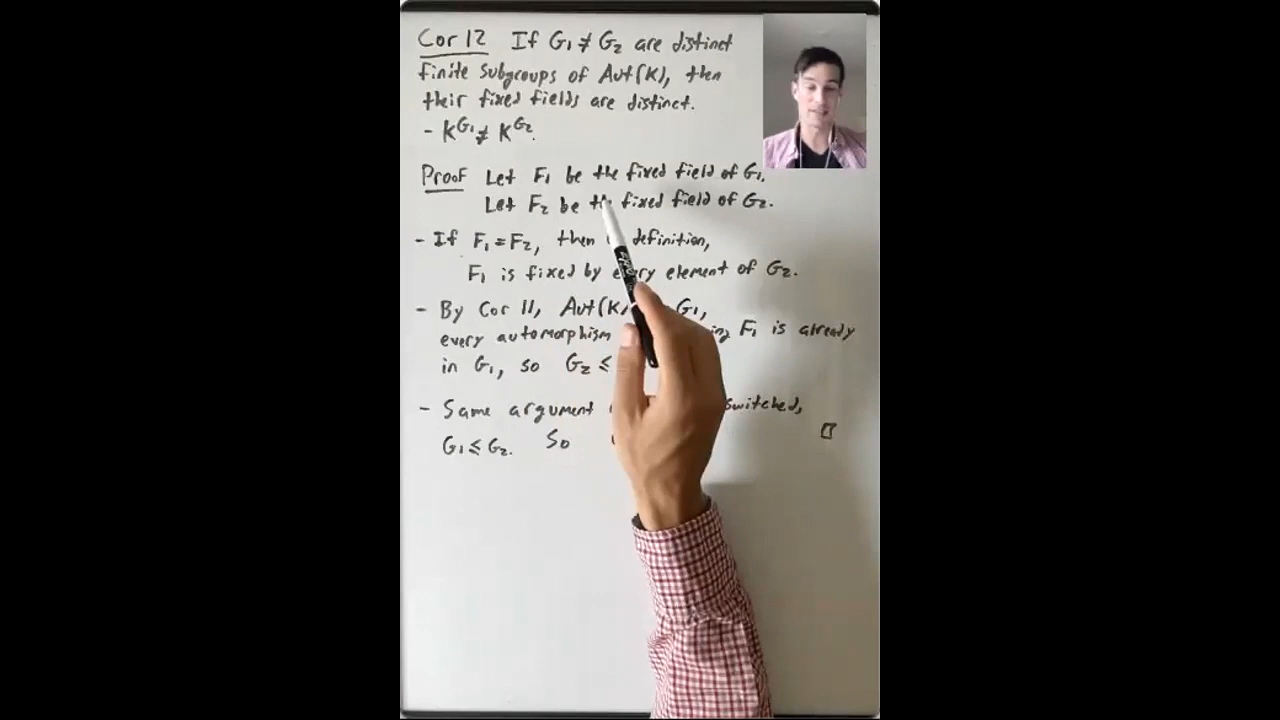 Cor 12 If G₁ ≠ G₂ are distinct
finite subgroups of Aut(K), then
their fixed fields are distinct.
- K^G₁ ≠ K^G₂.
Proof Let F₁ be the fixed field of G₁.
Let F₂ be the fixed field of G₂.
- If F₁ = F₂, then definition,
F₁ is fixed by every element of G₂.
- By Cor 11, Aut(K G₁,
every automorphism F₁ is already
in G₁, so G₂ ≤
- Same argument switched,
G₁ ≤ G₂. So